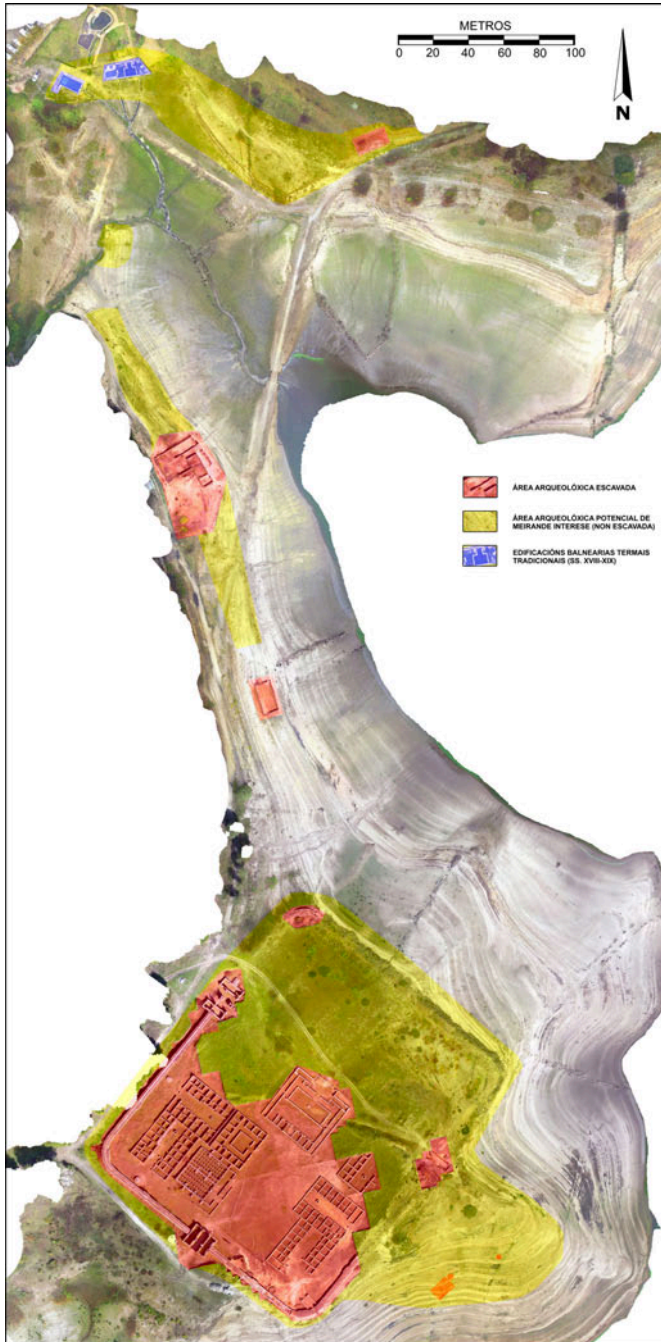 METROS
0 20 40 60 80 100
N
ÁREA ARQUEOLÓXICA ESCAVADA
ÁREA ARQUEOLÓXICA POTENCIAL DE
MEIRANDE INTERESE (NON ESCAVADA)
EDIFICACIÓNS BALNEARIAS TERMAIS
TRADICIONAIS (SS. XVIII-XIX)